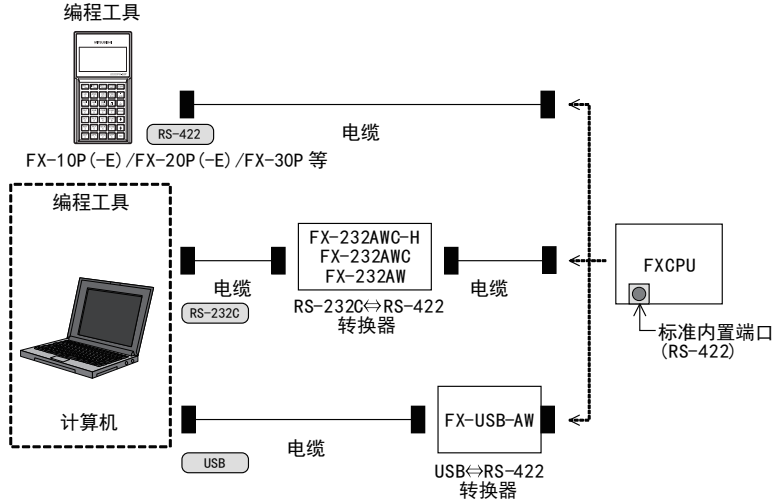 编程工具
MITSUBISHI
RS-422
电缆
FX-10P(-E)/FX-20P(-E)/FX-30P 等
编程工具
FX-232AWC-H
FX-232AWC
FX-232AW
FXCPU
电缆
电缆
RS-232C
RS-232C⇔RS-422
转换器
标准内置端口
(RS-422)
计算机
FX-USB-AW
电缆
USB
USB⇔RS-422
转换器